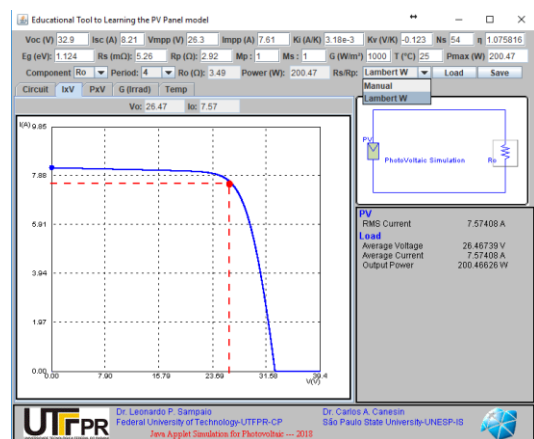 Educational Tool to Learning the PV Panel model
Voc (V) 32.9 Isc (A) 8.21 Vmpp (V) 26.3 Impp (A) 7.61 Ki (A/K) 3.18e-3 Kv (V/K) -0.123 Ns 54 η 1.075816
Eg (eV): 1.124 Rs (mΩ): 5.26 Rp (Ω): 2.92 Mp: 1 Ms: 1 G (W/m²) 1000 T (°C) 25 Pmax (W) 200.47
Component Ro Period: 4 Ro (Ω): 3.49 Power (W): 200.47 Rs/Rp: Lambert W Load Save
Manual
Lambert W
Circuit IxV PxV G (Irrad) Temp
Vo: 26.47 Io: 7.57
I(A) 9.85
7.88
5.91
3.94
1.97
0.00
0.00 7.90 15.79 23.69 31.50 39.4
V(V)
PV
PhotoVoltaic Simulation
Ro
PV
RMS Current 7.57408 A
Load
Average Voltage 26.46739 V
Average Current 7.57408 A
Output Power 200.46626 W
UTFPR
Dr. Leonardo P. Sampaio
Federal University of Technology-UTFPR-CP
Dr. Carlos A. Canesin
São Paulo State University-UNESP-IS
Java Applet Simulation for Photovoltaic --- 2018